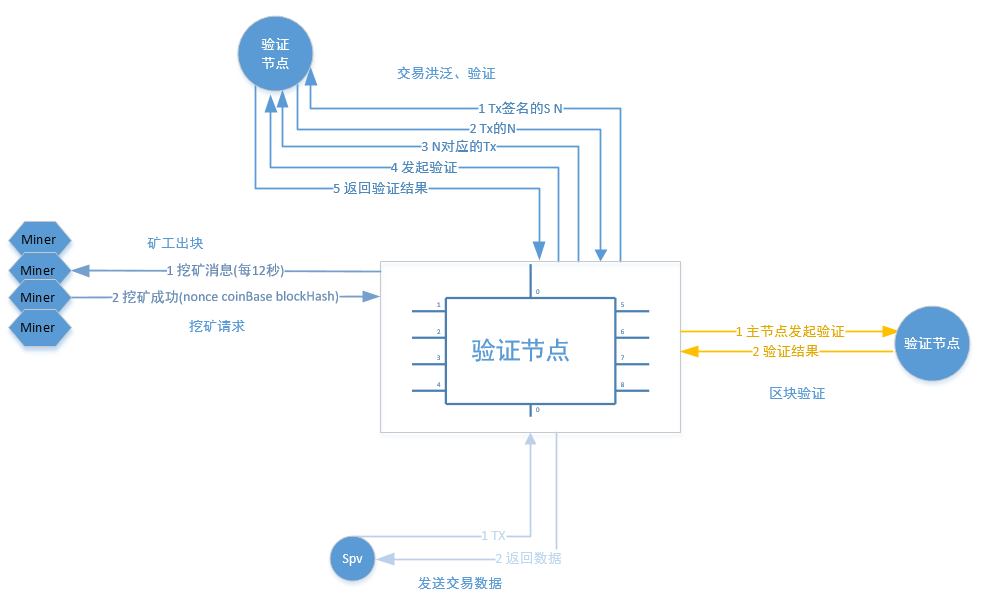 验证
节点
交易洪泛、验证
1 Tx签名的S N
2 Tx的N
3 N对应的Tx
4 发起验证
5 返回验证结果
Miner
Miner
Miner
Miner
矿工出块
1 挖矿消息(每12秒)
2 挖矿成功(nonce coinBase blockHash)
挖矿请求
0
1
2
3
4
验证节点
5
6
7
8
0
1 主节点发起验证
2 验证结果
验证节点
区块验证
1 TX
2 返回数据
Spv
发送交易数据